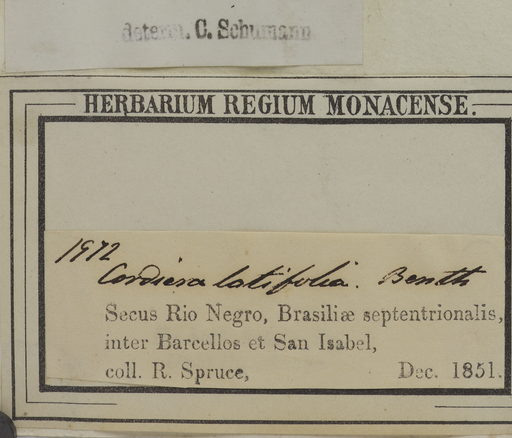 determ. C. Schumann
HERBARIUM REGIUM MONACENSE.
1972
Cordiera latifolia. Benth
Secus Rio Negro, Brasiliæ septentrionalis,
inter Barcellos et San Isabel,
coll. R. Spruce, Dec. 1851.